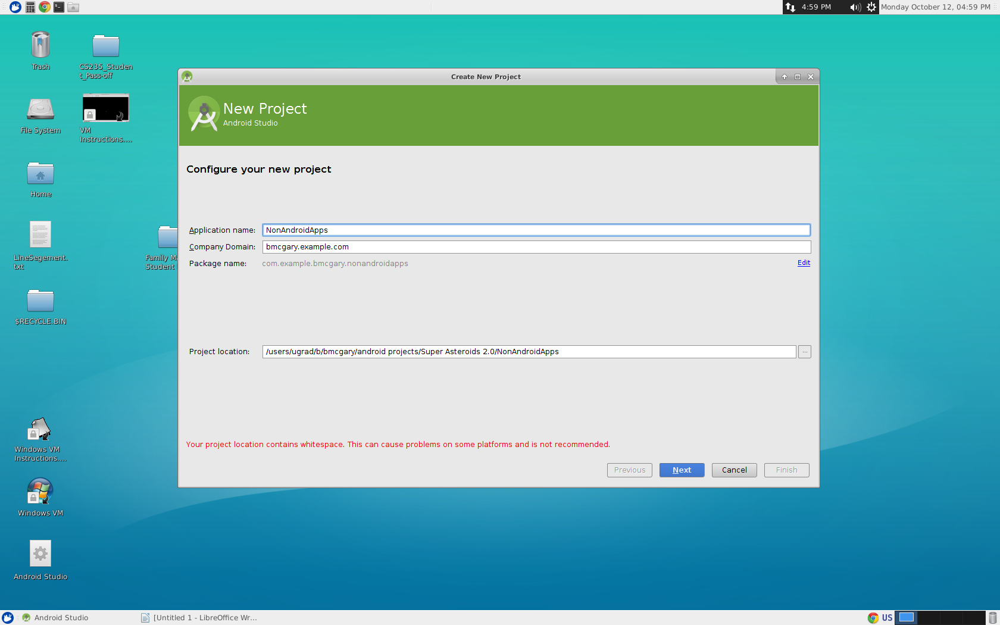 4:59 PM
Monday October 12, 04:59 PM
Trash
CS235_Studen
t_Pass-off
File System
VM
Instructions....
Home
LineSegement.
txt
Family M
Student
$RECYCLE.BIN
Windows VM
Instructions....
Windows VM
Android Studio
Create New Project
New Project
Android Studio
Configure your new project
Application name: NonAndroidApps
Company Domain: bmcgary.example.com
Package name: com.example.bmcgary.nonandroidapps Edit
Project location: /users/ugrad/b/bmcgary/android projects/Super Asteroids 2.0/NonAndroidApps ...
Your project location contains whitespace. This can cause problems on some platforms and is not recommended.
Previous Next Cancel Finish
Android Studio
[Untitled 1 - LibreOffice Wr...
US